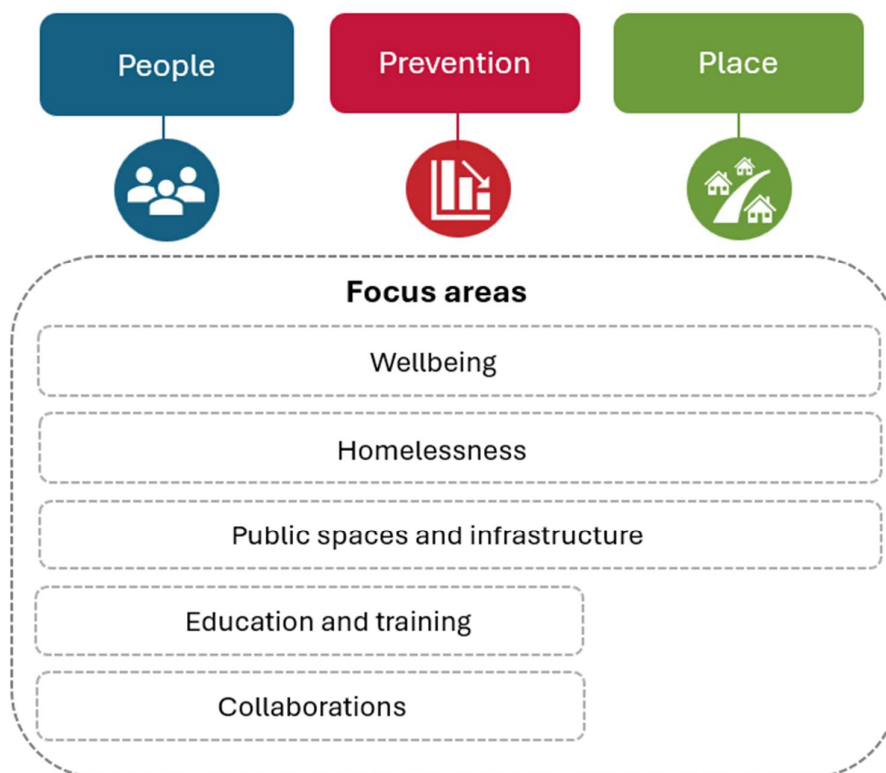 People
Prevention
Place
Focus areas
Wellbeing
Homelessness
Public spaces and infrastructure
Education and training
Collaborations